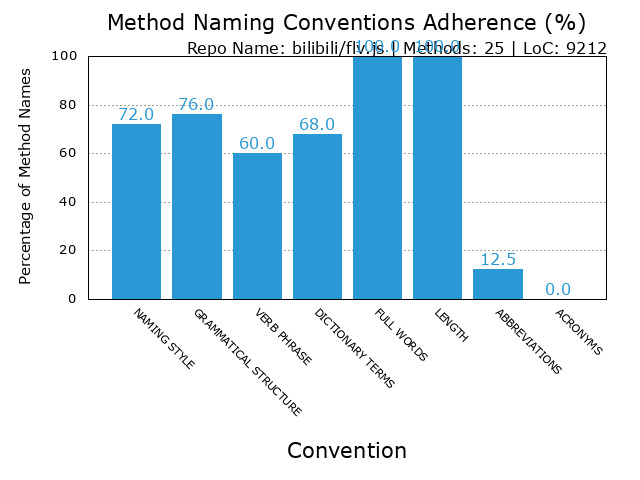 Method Naming Conventions Adherence (%)
Repo Name: bilibili/flv.js | Methods: 25 | LoC: 9212
Percentage of Method Names
100
80
60
40
20
0
72.0
76.0
60.0
68.0
100.0
100.0
12.5
0.0
NAMING STYLE
GRAMMATICAL STRUCTURE
VERB PHRASE
DICTIONARY TERMS
FULL WORDS
LENGTH
ABBREVIATIONS
ACRONYMS
Convention